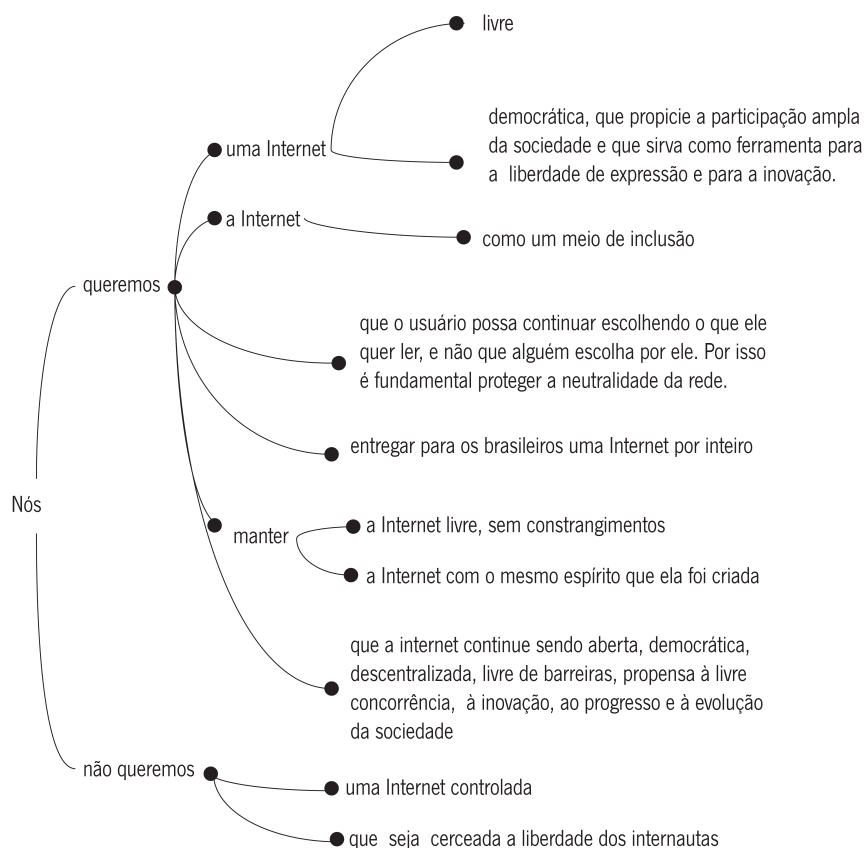 livre
democrática, que propicie a participação ampla
da sociedade e que sirva como ferramenta para
a liberdade de expressão e para a inovação.
uma Internet
a Internet
como um meio de inclusão
queremos
que o usuário possa continuar escolhendo o que ele
quer ler, e não que alguém escolha por ele. Por isso
é fundamental proteger a neutralidade da rede.
entregar para os brasileiros uma Internet por inteiro
Nós
manter
a Internet livre, sem constrangimentos
a Internet com o mesmo espírito que ela foi criada
que a internet continue sendo aberta, democrática,
descentralizada, livre de barreiras, propensa à livre
concorrência, à inovação, ao progresso e à evolução
da sociedade
não queremos
uma Internet controlada
que seja cerceada a liberdade dos internautas